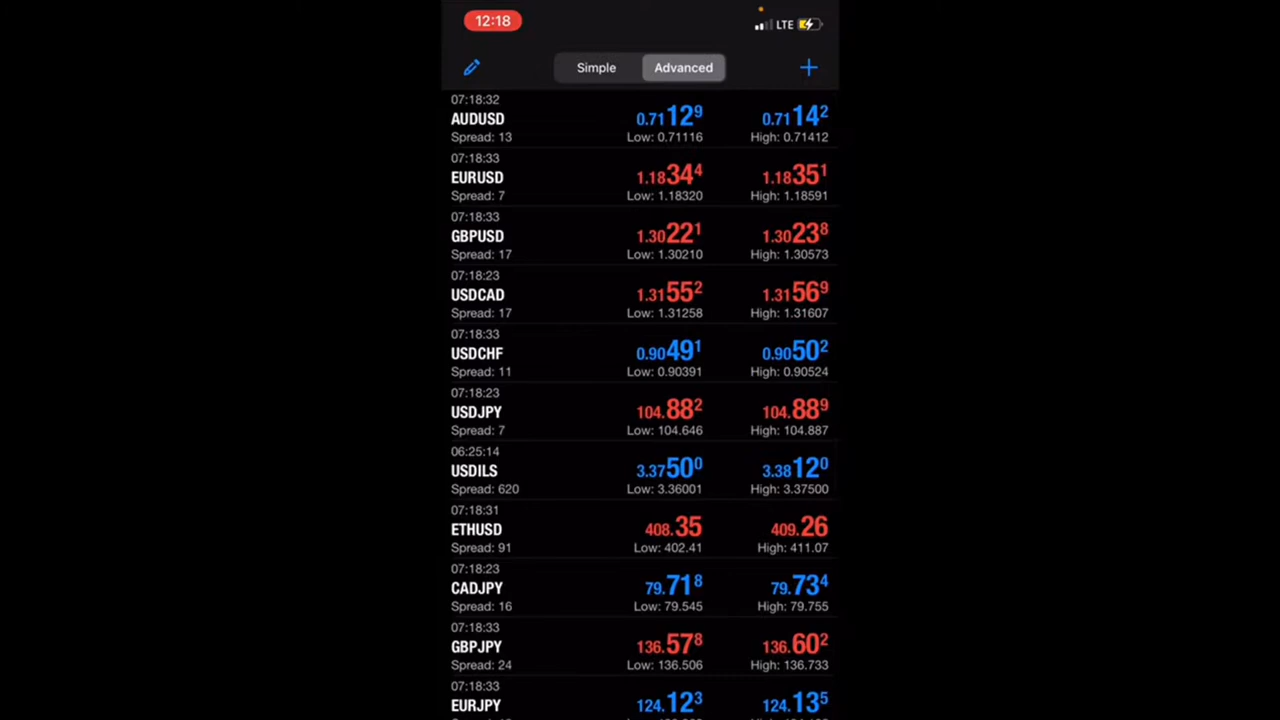 12:18 LTE
Simple Advanced +
07:18:32
AUDUSD 0.71129 0.71142
Spread: 13 Low: 0.71116 High: 0.71412
07:18:33
EURUSD 1.18344 1.18351
Spread: 7 Low: 1.18320 High: 1.18591
07:18:33
GBPUSD 1.30221 1.30238
Spread: 17 Low: 1.30210 High: 1.30573
07:18:23
USDCAD 1.31552 1.31569
Spread: 17 Low: 1.31258 High: 1.31607
07:18:33
USDCHF 0.90491 0.90502
Spread: 11 Low: 0.90391 High: 0.90524
07:18:23
USDJPY 104.882 104.889
Spread: 7 Low: 104.646 High: 104.887
06:25:14
USDILS 3.37500 3.38120
Spread: 620 Low: 3.36001 High: 3.37500
07:18:31
ETHUSD 408.35 409.26
Spread: 91 Low: 402.41 High: 411.07
07:18:23
CADJPY 79.718 79.734
Spread: 16 Low: 79.545 High: 79.755
07:18:33
GBPJPY 136.578 136.602
Spread: 24 Low: 136.506 High: 136.733
07:18:33
EURJPY 124.123 124.135